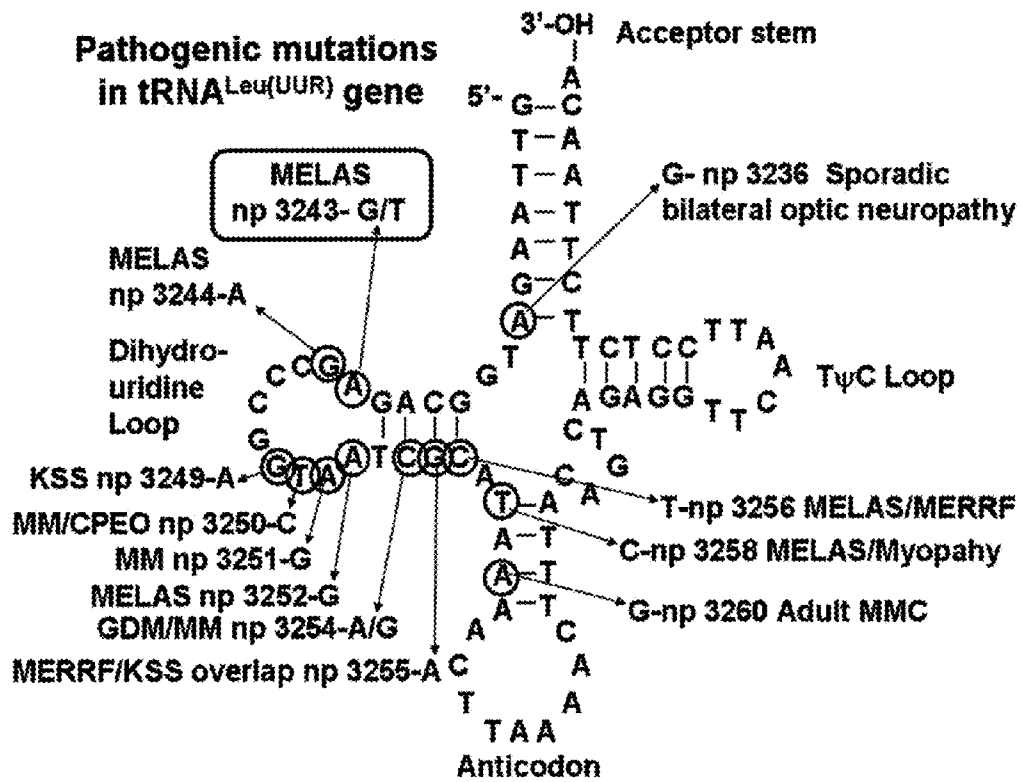 Pathogenic mutations
in tRNALeu(UUR) gene
3'-OH Acceptor stem
A
5'- G C
T A
T A
A T
A T
G C
A T
MELAS
np 3243- G/T
G- np 3236 Sporadic
bilateral optic neuropathy
MELAS
np 3244-A
Dihydro-
uridine
Loop
T
G
T C T C C T T A A
A G A G G T T C A
TψC Loop
C C C G A
G A C G
C
G
G T A A T C G C
A
C T G A C
KSS np 3249-A
MM/CPEO np 3250-C
MM np 3251-G
MELAS np 3252-G
GDM/MM np 3254-A/G
MERRF/KSS overlap np 3255-A
T-np 3256 MELAS/MERRF
C-np 3258 MELAS/Myopahy
G-np 3260 Adult MMC
T A
A T
A T
A T
A C
C A
T A
T A A
Anticodon